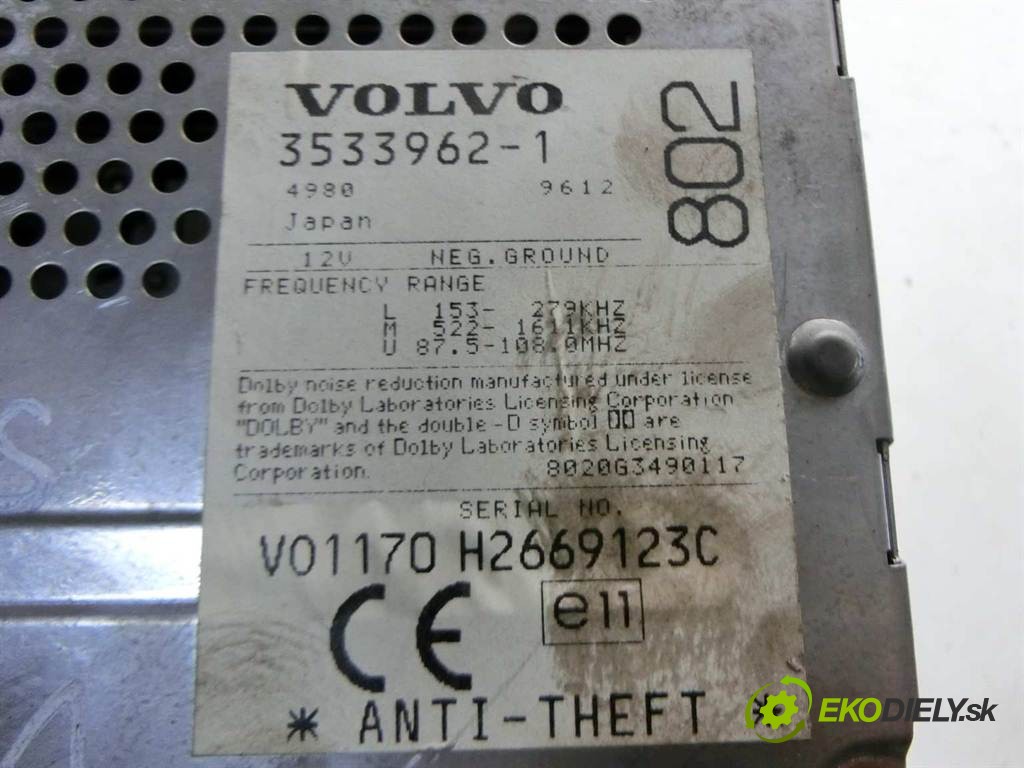 VOLVO
802
3533962-1
4980 9612
Japan
12V NEG.GROUND
FREQUENCY RANGE
L 153- 279KHZ
M 522- 1611KHZ
U 87.5-108.0MHZ
Dolby noise reduction manufactured under license
from Dolby Laboratories Licensing Corporation
"DOLBY" and the double-D symbol are
trademarks of Dolby Laboratories Licensing
Corporation. 8020G3490117
SERIAL NO.
VO1170 H2669123C
CE e11
* ANTI-THEFT *
EKODIELY.sk